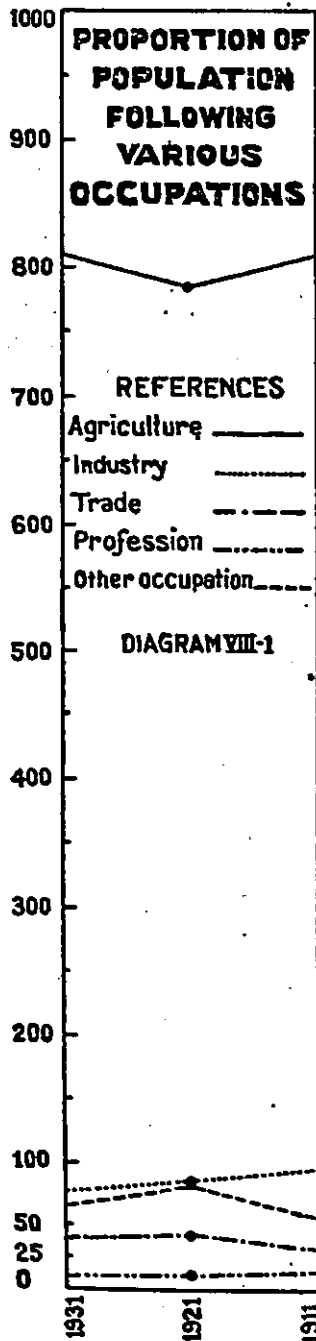 PROPORTION OF
POPULATION
FOLLOWING
VARIOUS
OCCUPATIONS
1000
900
800
700
REFERENCES
Agriculture
Industry
Trade
600
Profession
Other occupation
DIAGRAM VIII-1
500
400
300
200
100
50
25
0
1931
1921
1911